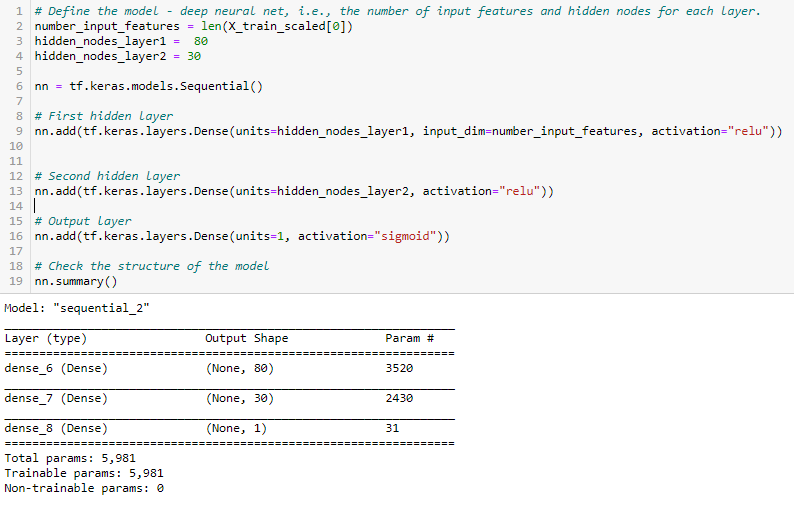 1 # Define the model - deep neural net, i.e., the number of input features and hidden nodes for each layer.
2 number_input_features = len(X_train_scaled[0])
3 hidden_nodes_layer1 =  80
4 hidden_nodes_layer2 = 30
5
6 nn = tf.keras.models.Sequential()
7
8 # First hidden layer
9 nn.add(tf.keras.layers.Dense(units=hidden_nodes_layer1, input_dim=number_input_features, activation="relu"))
10
11
12 # Second hidden layer
13 nn.add(tf.keras.layers.Dense(units=hidden_nodes_layer2, activation="relu"))
14
15 # Output layer
16 nn.add(tf.keras.layers.Dense(units=1, activation="sigmoid"))
17
18 # Check the structure of the model
19 nn.summary()
Model: "sequential_2"
_________________________________________________________________
Layer (type)                 Output Shape              Param #
=================================================================
dense_6 (Dense)              (None, 80)                3520
_________________________________________________________________
dense_7 (Dense)              (None, 30)                2430
_________________________________________________________________
dense_8 (Dense)              (None, 1)                 31
=================================================================
Total params: 5,981
Trainable params: 5,981
Non-trainable params: 0